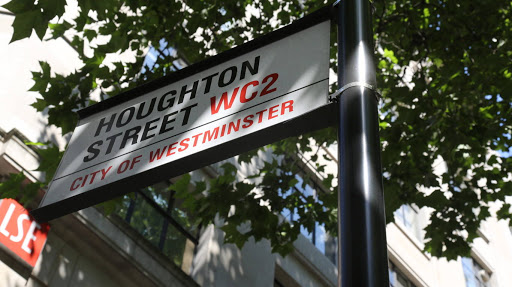 HOUGHTON
STREET WC2
CITY OF WESTMINSTER
LSE